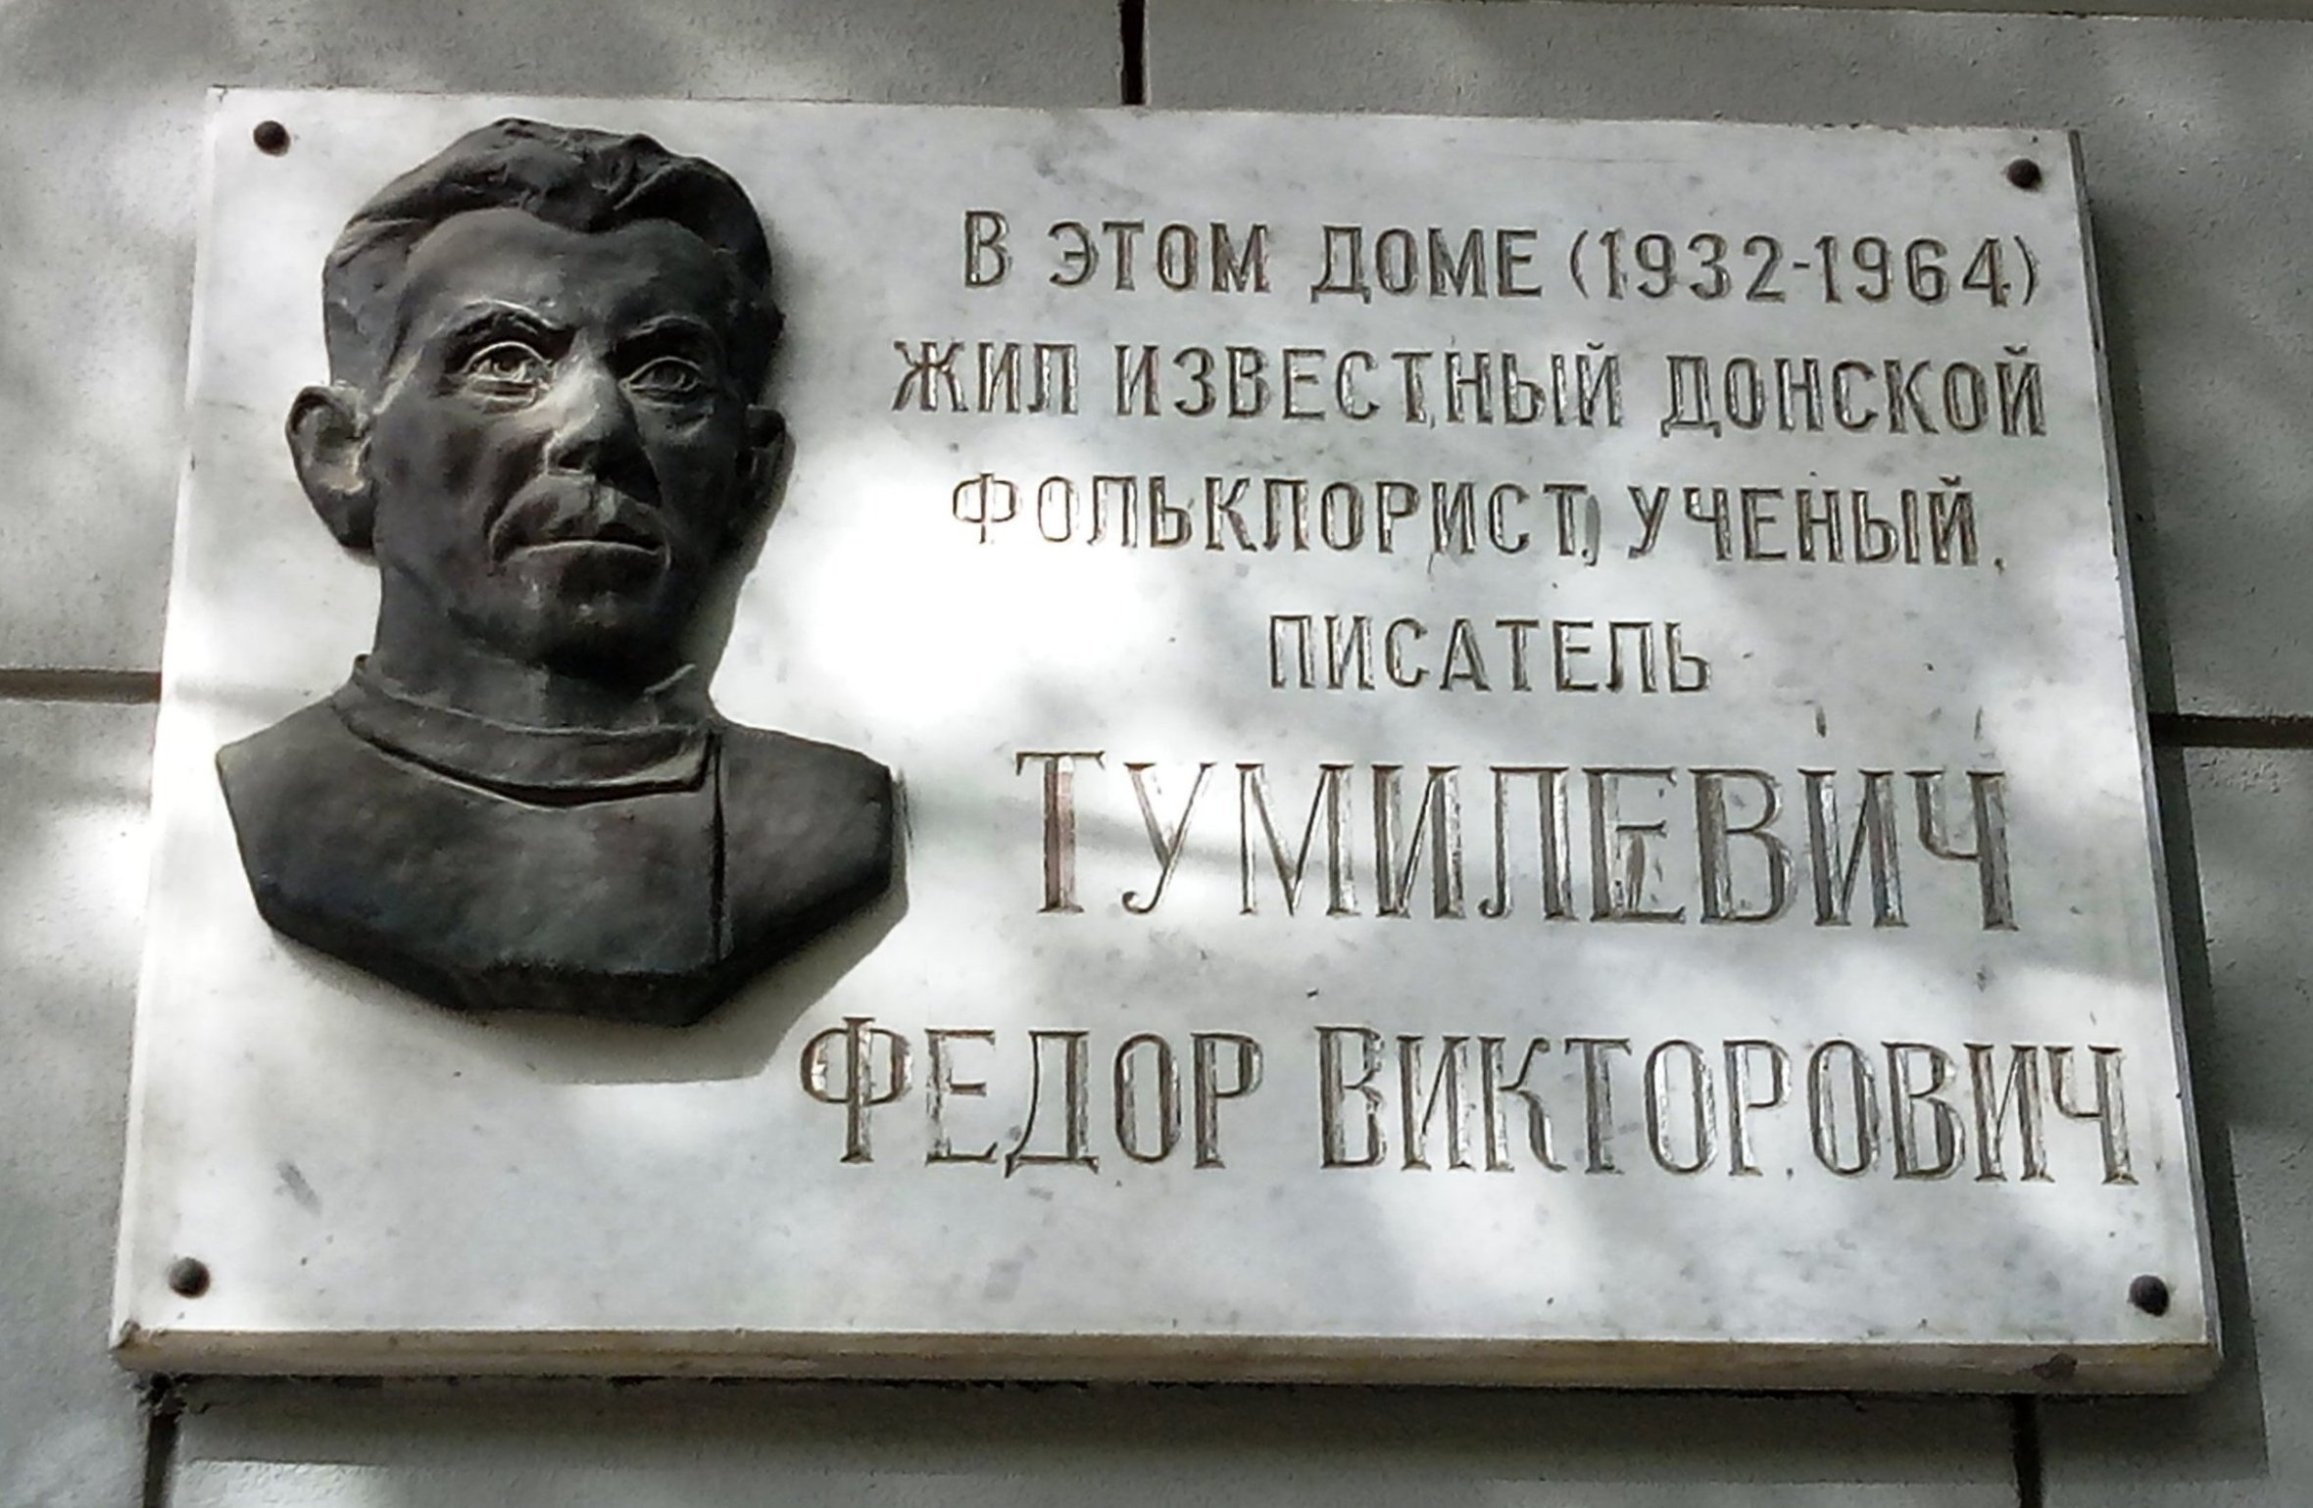 В ЭТОМ ДОМЕ (1932-1964)
ЖИЛ ИЗВЕСТНЫЙ ДОНСКОЙ
ФОЛЬКЛОРИСТ, УЧЕНЫЙ,
ПИСАТЕЛЬ
ТУМИЛЕВИЧ
ФЕДОР ВИКТОРОВИЧ